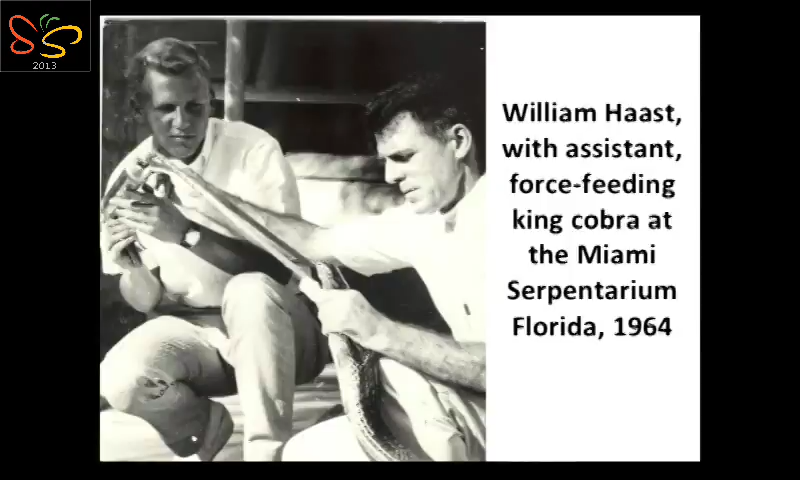 2013
William Haast,
with assistant,
force-feeding
king cobra at
the Miami
Serpentarium
Florida, 1964